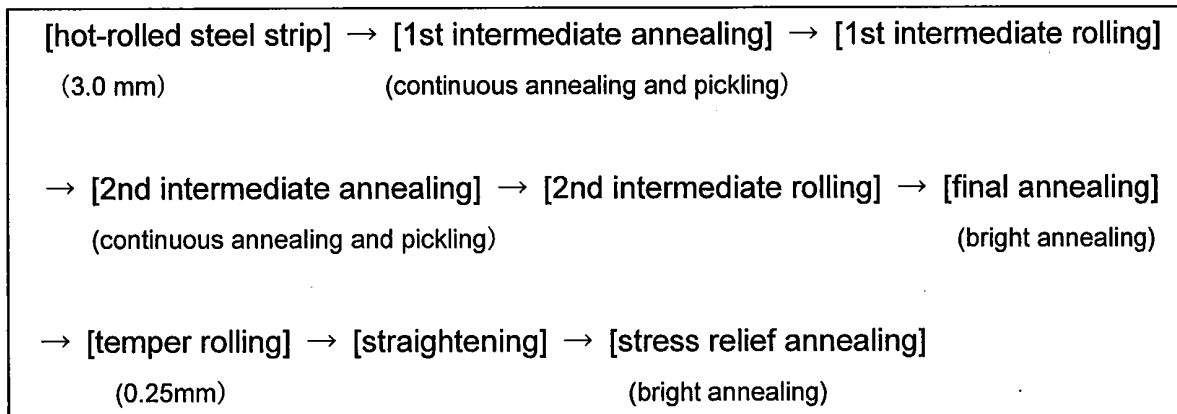 [hot-rolled steel strip] → [1st intermediate annealing] → [1st intermediate rolling]
(3.0 mm) (continuous annealing and pickling)
→ [2nd intermediate annealing] → [2nd intermediate rolling] → [final annealing]
(continuous annealing and pickling) (bright annealing)
→ [temper rolling] → [straightening] → [stress relief annealing]
(0.25mm) (bright annealing)